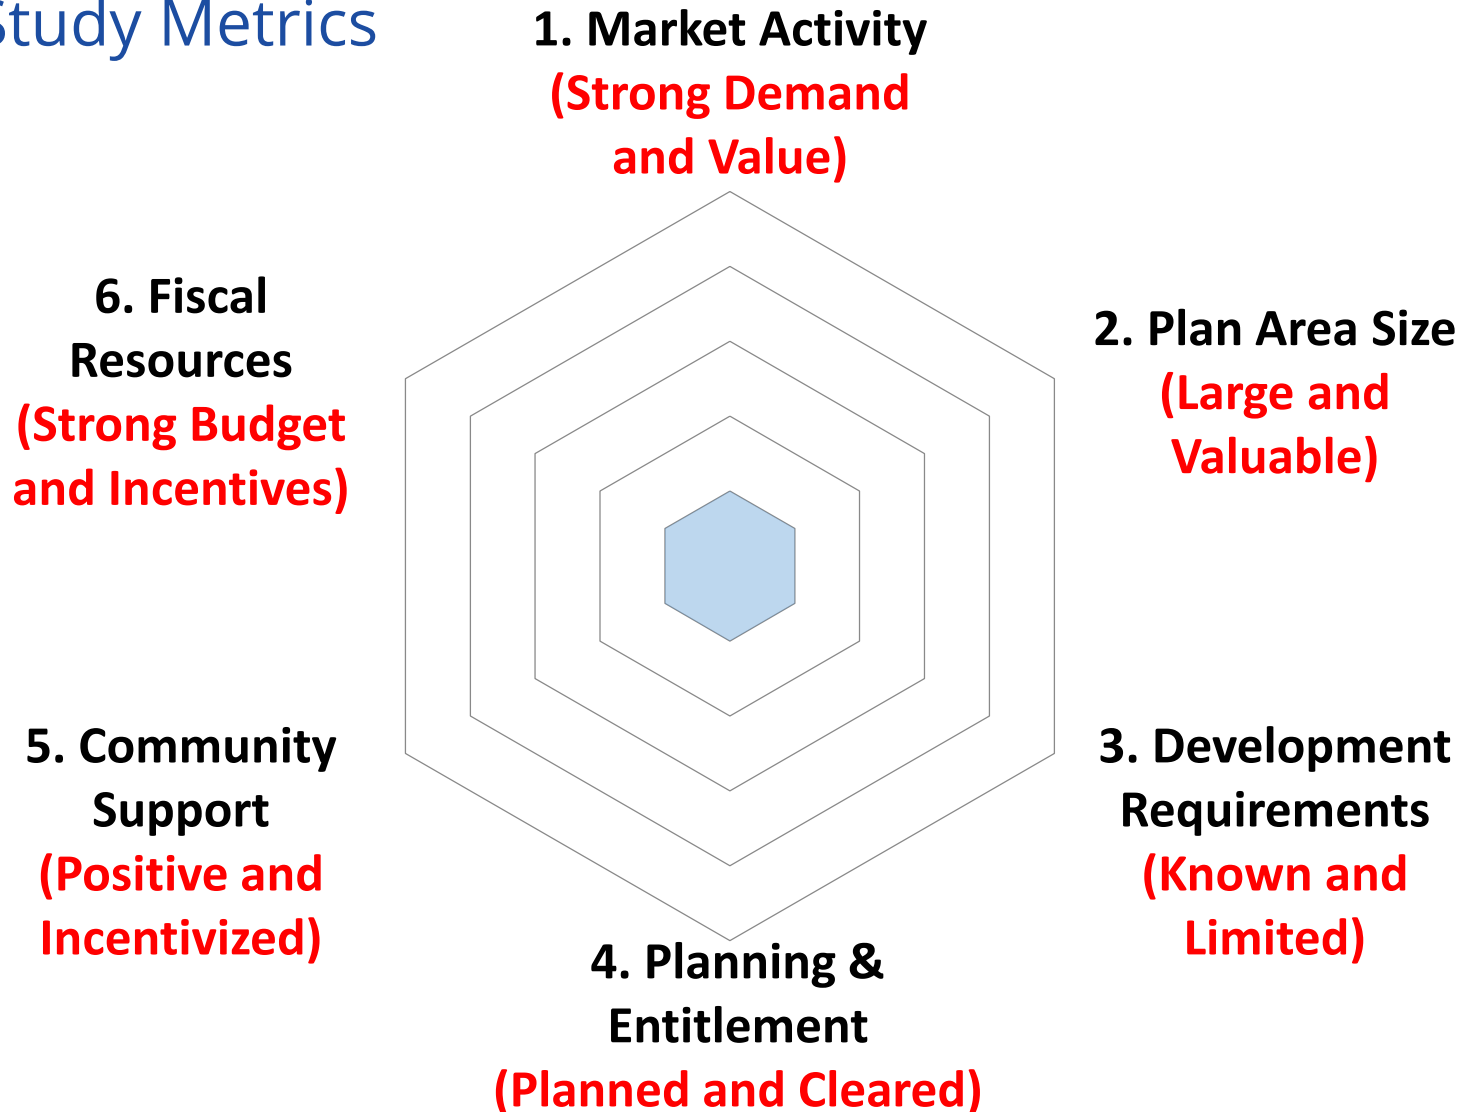 Study Metrics
1. Market Activity
(Strong Demand
and Value)
2. Plan Area Size
(Large and
Valuable)
3. Development
Requirements
(Known and
Limited)
4. Planning &
Entitlement
(Planned and Cleared)
5. Community
Support
(Positive and
Incentivized)
6. Fiscal
Resources
(Strong Budget
and Incentives)